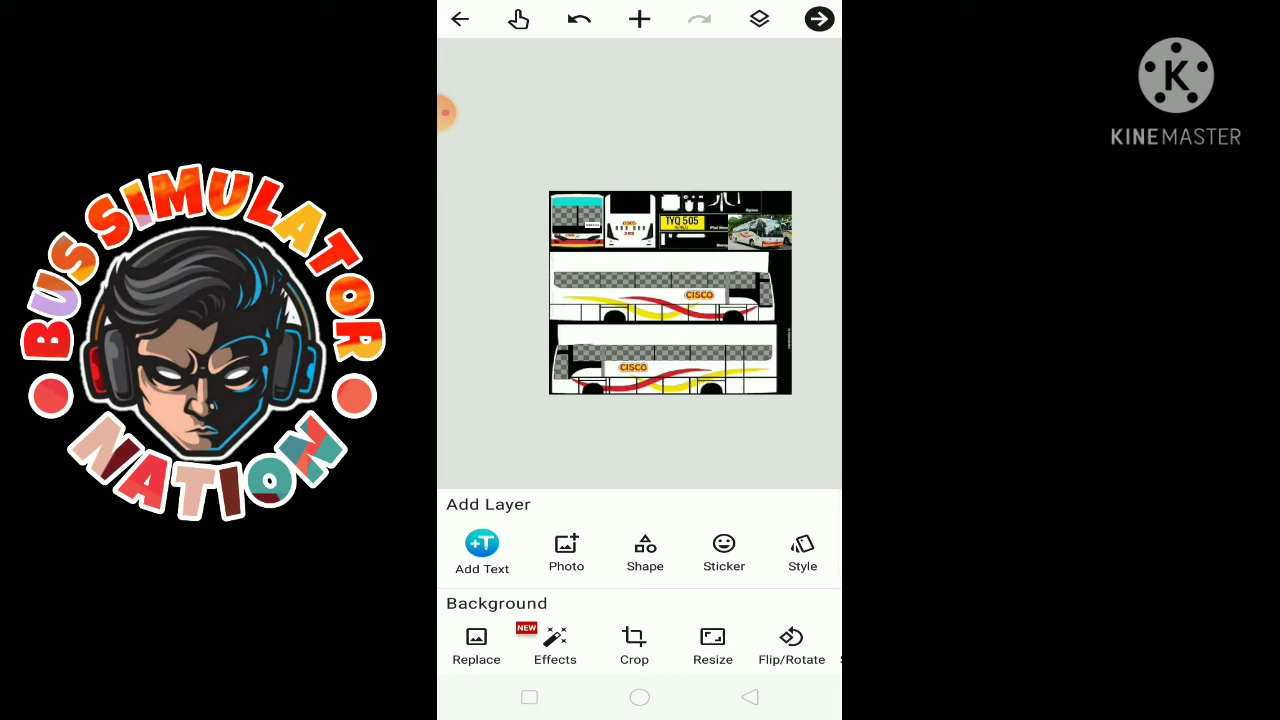 BUS SIMULATOR
NATION
K
KINEMASTER
CISCO
TYQ 505
CISCO
CISCO
Add Layer
+T
Add Text
Photo
Shape
Sticker
Style
Background
NEW
Replace
Effects
Crop
Resize
Flip/Rotate